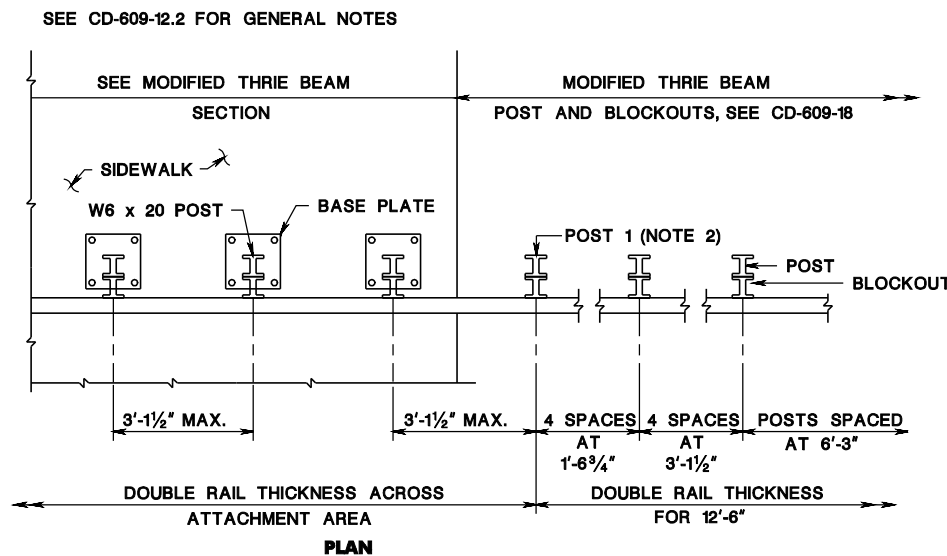 SEE CD-609-12.2 FOR GENERAL NOTES
SEE MODIFIED THRIE BEAM
SECTION
MODIFIED THRIE BEAM
POST AND BLOCKOUTS, SEE CD-609-18
SIDEWALK
W6 x 20 POST
BASE PLATE
POST 1 (NOTE 2)
POST
BLOCKOUT
3'-1½" MAX.
3'-1½" MAX.
4 SPACES
AT
1'-6¾"
4 SPACES
AT
3'-1½"
POSTS SPACED
AT 6'-3"
DOUBLE RAIL THICKNESS ACROSS
ATTACHMENT AREA
DOUBLE RAIL THICKNESS
FOR 12'-6"
PLAN